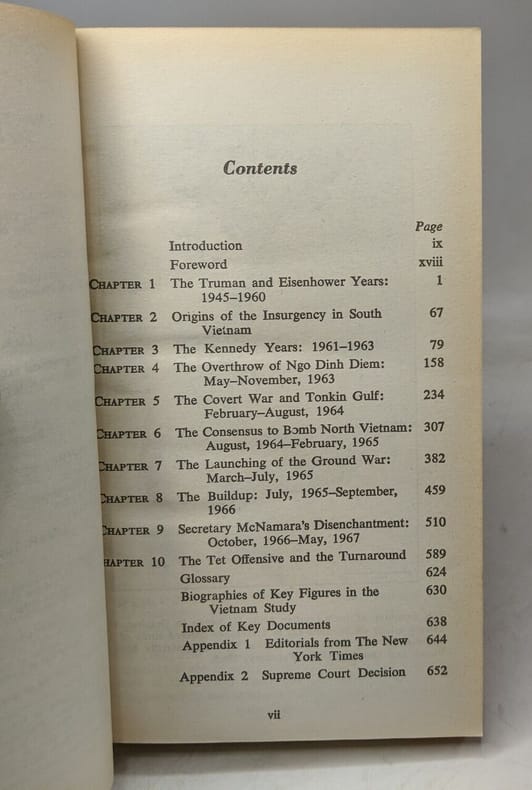 Contents
Page
Introduction ix
Foreword xviii
CHAPTER 1 The Truman and Eisenhower Years: 1
1945–1960
CHAPTER 2 Origins of the Insurgency in South 67
Vietnam
CHAPTER 3 The Kennedy Years: 1961–1963 79
CHAPTER 4 The Overthrow of Ngo Dinh Diem: 158
May–November, 1963
CHAPTER 5 The Covert War and Tonkin Gulf: 234
February–August, 1964
CHAPTER 6 The Consensus to Bomb North Vietnam: 307
August, 1964–February, 1965
CHAPTER 7 The Launching of the Ground War: 382
March–July, 1965
CHAPTER 8 The Buildup: July, 1965–September, 459
1966
CHAPTER 9 Secretary McNamara's Disenchantment: 510
October, 1966–May, 1967
HAPTER 10 The Tet Offensive and the Turnaround 589
Glossary 624
Biographies of Key Figures in the 630
Vietnam Study
Index of Key Documents 638
Appendix 1 Editorials from The New 644
York Times
Appendix 2 Supreme Court Decision 652
vii